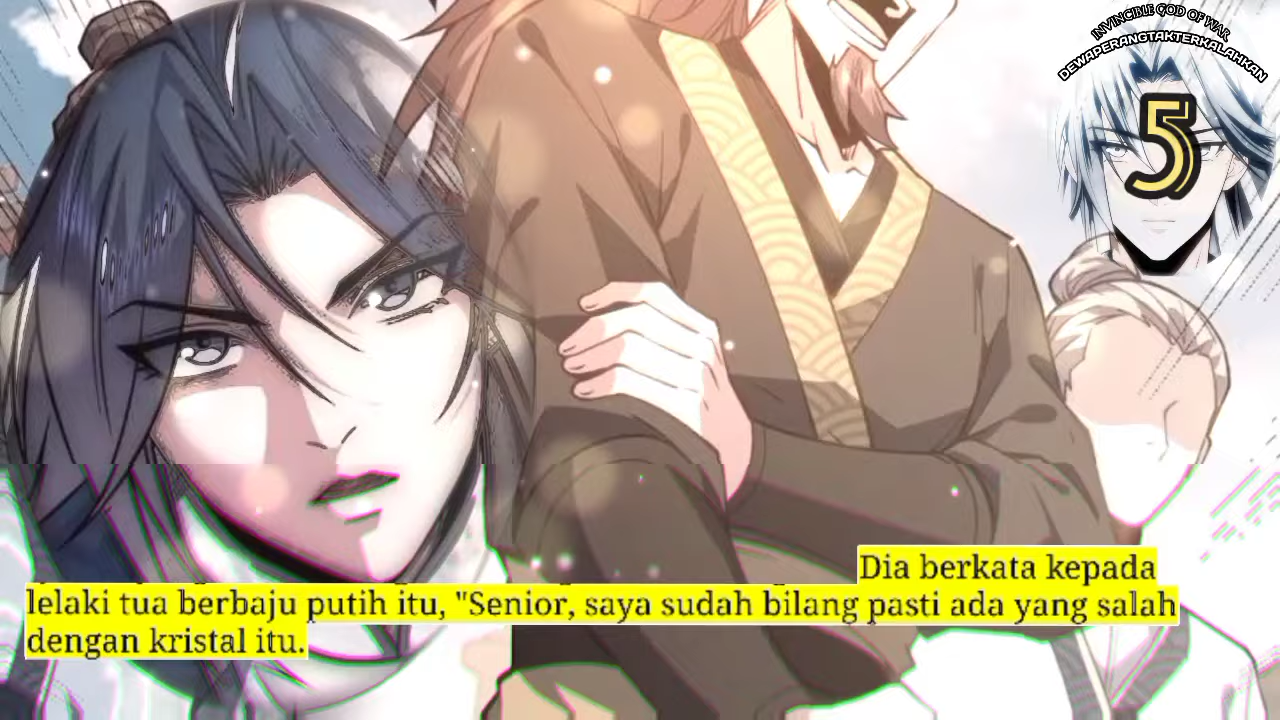 INVINCIBLE GOD OF WAR
DEWAPERANGTAKTERKALAHKAN
5
Dia berkata kepada
lelaki tua berbaju putih itu, "Senior, saya sudah bilang pasti ada yang salah
dengan kristal itu.